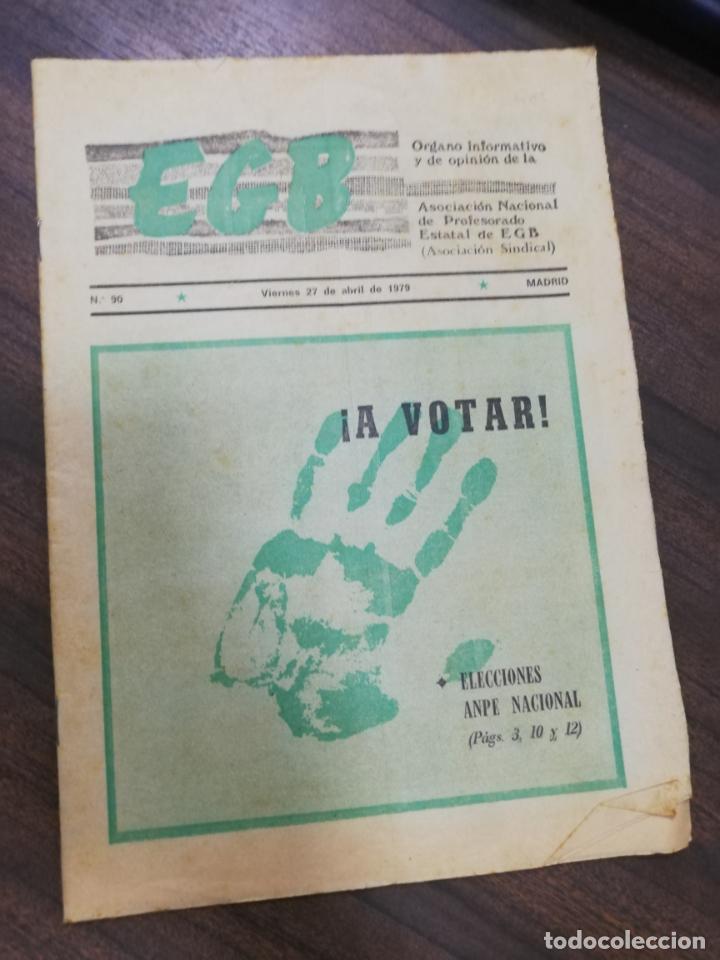 EGB
Organo informativo
y de opinión de la
Asociación Nacional
de Profesorado
Estatal de EGB
(Asociación Sindical)
N.º 90 * Viernes 27 de abril de 1979 * MADRID
¡A VOTAR!
ELECCIONES
ANPE NACIONAL
(Págs. 3, 10 y 12)
todocoleccion